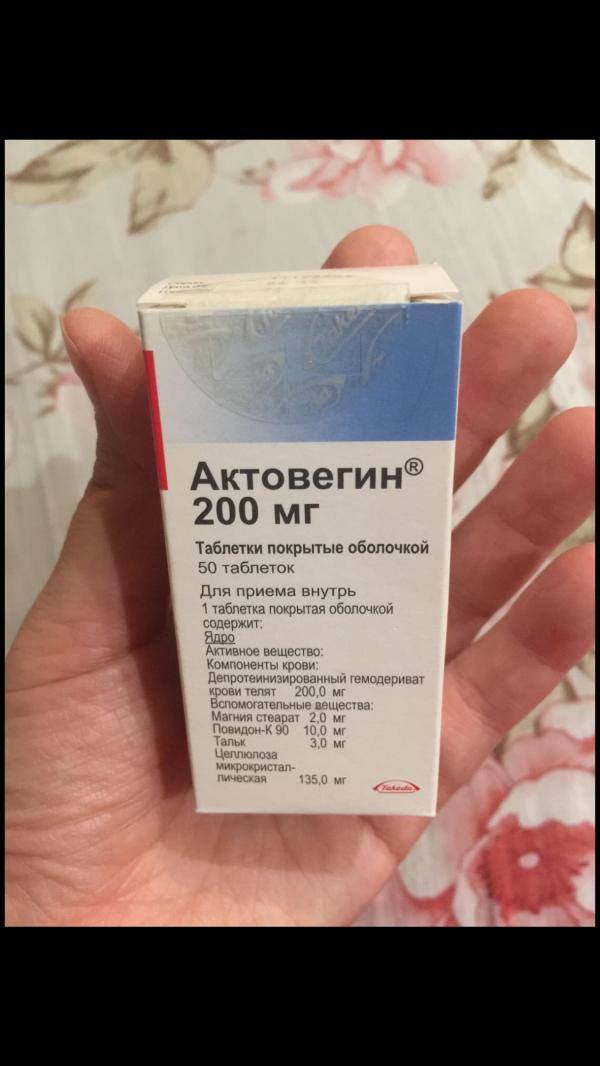 Актовегин®
200 мг
Таблетки покрытые оболочкой
50 таблеток
Для приема внутрь
1 таблетка покрытая оболочкой
содержит:
Ядро
Активное вещество:
Компоненты крови:
Депротеинизированный гемодериват
крови телят 200,0 мг
Вспомогательные вещества:
Магния стеарат 2,0 мг
Повидон-К 90 10,0 мг
Тальк 3,0 мг
Целлюлоза
микрокристал-
лическая 135,0 мг
Takeda